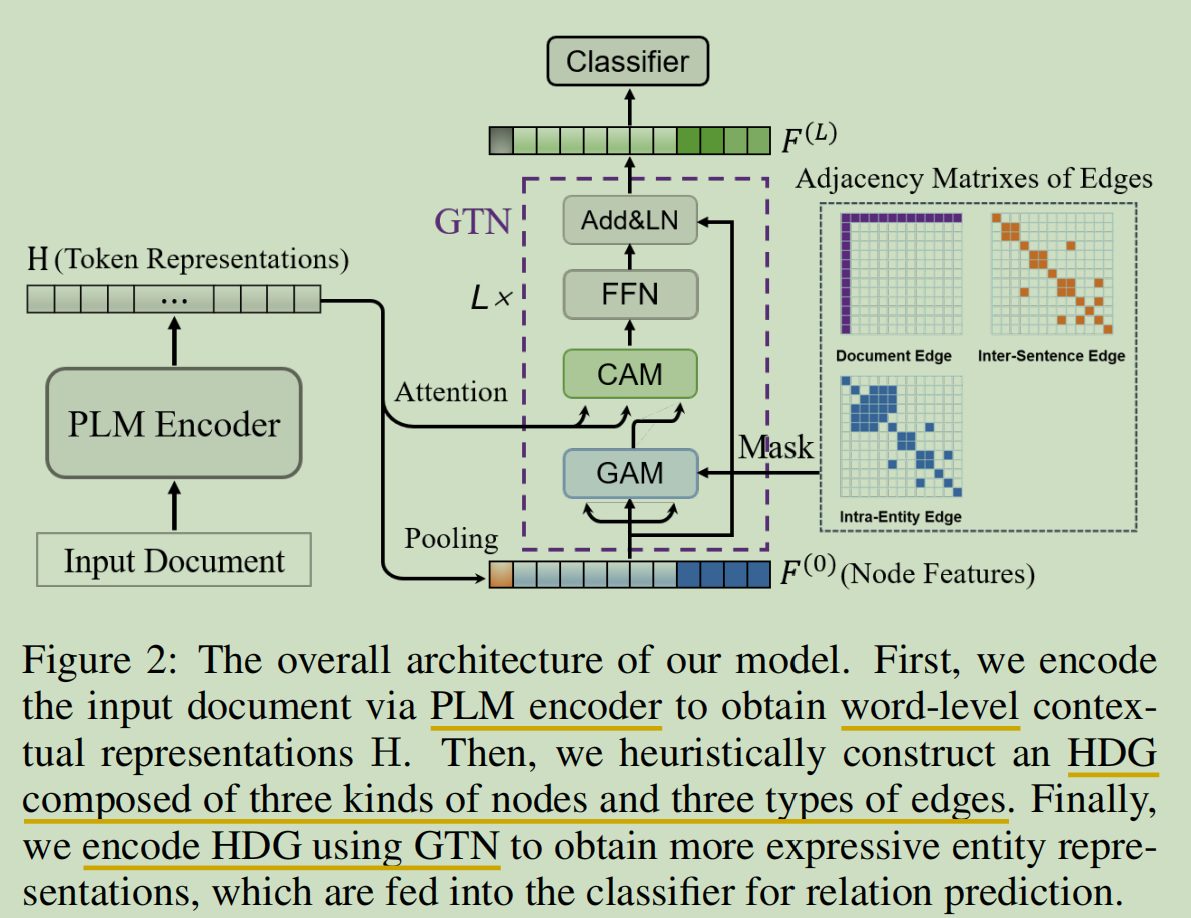 Classifier
F^(L)
Adjacency Matrixes of Edges
GTN
Add&LN
H (Token Representations)
L×
FFN
...
Document Edge
Inter-Sentence Edge
CAM
Attention
PLM Encoder
Mask
GAM
Intra-Entity Edge
Pooling
Input Document
F^(0) (Node Features)
Figure 2: The overall architecture of our model. First, we encode
the input document via PLM encoder to obtain word-level contex-
tual representations H. Then, we heuristically construct an HDG
composed of three kinds of nodes and three types of edges. Finally,
we encode HDG using GTN to obtain more expressive entity repre-
sentations, which are fed into the classifier for relation prediction.